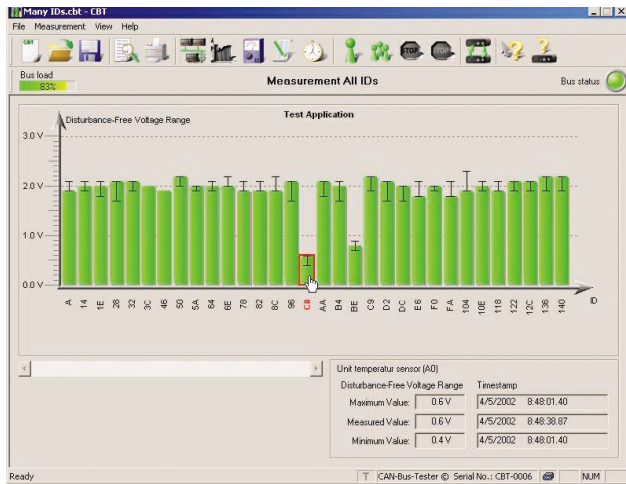 Many IDs.cbt - CBT
File Measurement View Help
CBT
STOP STOP
Bus load
83%
Measurement All IDs
Bus status
Test Application
Disturbance-Free Voltage Range
3.0 V
2.0 V
1.0 V
0.0 V
A 14 1E 28 32 3C 46 50 5A 64 6E 78 82 8C 96 C8 AA B4 BE C9 D2 DC E6 F0 FA 104 10E 118 122 12C 136 140 ID
Unit temperatur sensor (A0)
Disturbance-Free Voltage Range Timestamp
Maximum Value: 0.6 V 4/5/2002 8:48:01.40
Measured Value: 0.6 V 4/5/2002 8:48:38.87
Minimum Value: 0.4 V 4/5/2002 8:48:01.40
Ready T CAN-Bus-Tester © Serial No.: CBT-0006 NUM